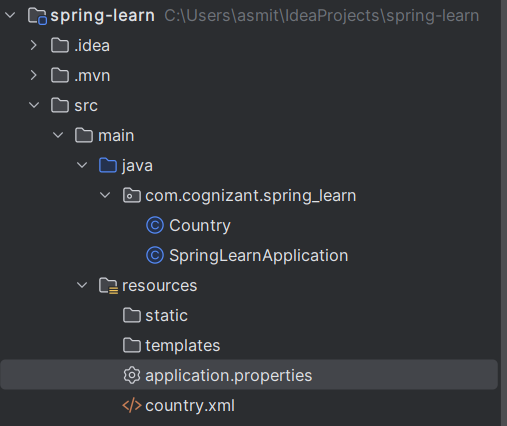 spring-learn C:\Users\asmit\IdeaProjects\spring-learn
.idea
.mvn
src
main
java
com.cognizant.spring_learn
Country
SpringLearnApplication
resources
static
templates
application.properties
country.xml